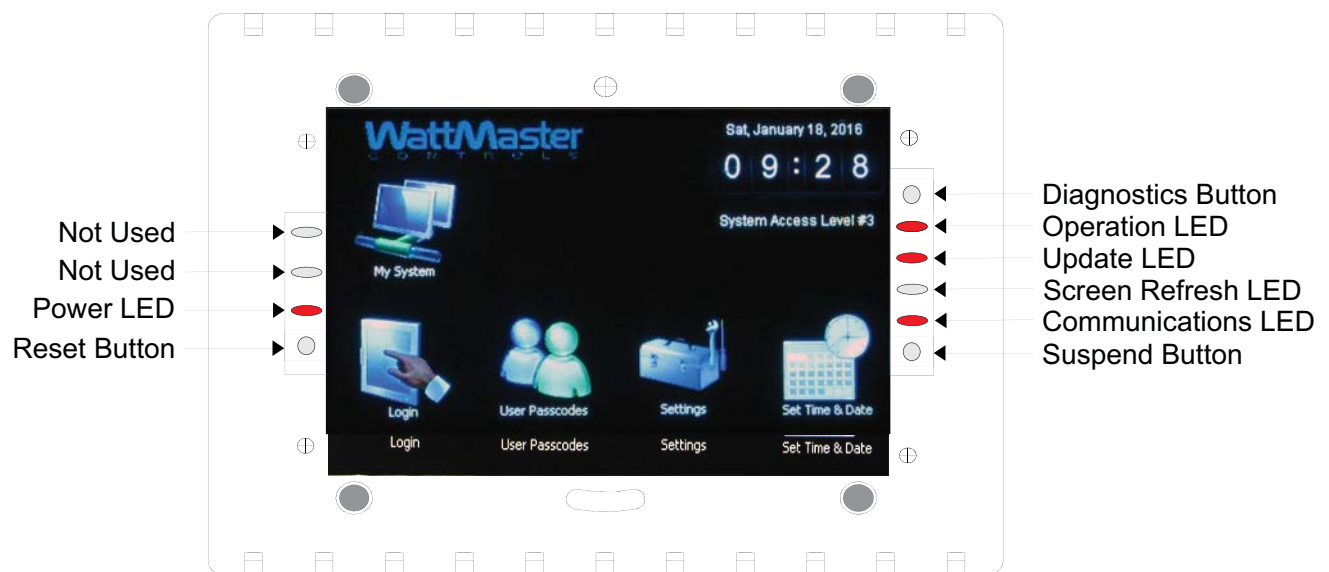 WattMaster
CONTROLS
Sat, January 18, 2016
09:28
System Access Level #3
My System
Login
User Passcodes
Settings
Set Time & Date
Login
User Passcodes
Settings
Set Time & Date
Not Used
Not Used
Power LED
Reset Button
Diagnostics Button
Operation LED
Update LED
Screen Refresh LED
Communications LED
Suspend Button